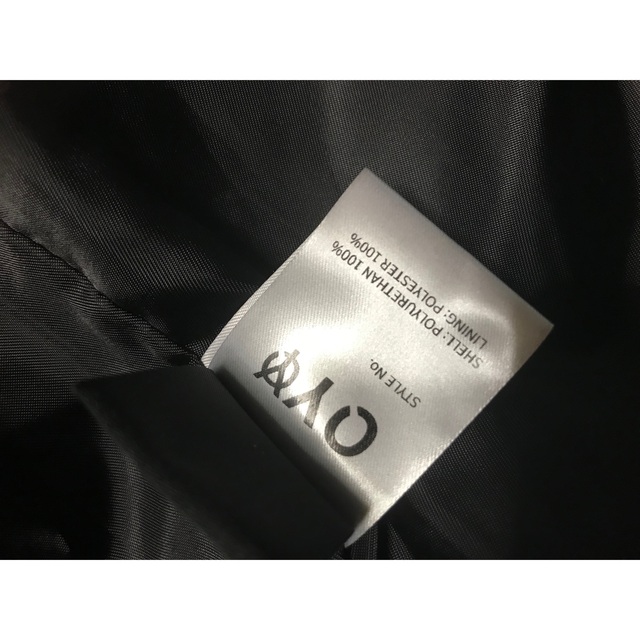 OYØ
STYLE No.
SHELL: POLYURETHAN 100%
LINING: POLYESTER 100%